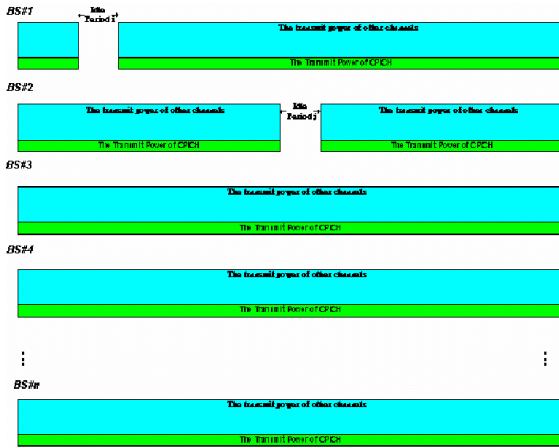 BS#1
Idle
Period i
The transmit power of other channels
The Transmit Power of CPICH
BS#2
The transmit power of other channels
Idle
Period j
The transmit power of other channels
The Transmit Power of CPICH
The Transmit Power of CPICH
BS#3
The transmit power of other channels
The Transmit Power of CPICH
BS#4
The transmit power of other channels
The Transmit Power of CPICH
BS#n
The transmit power of other channels
The Transmit Power of CPICH